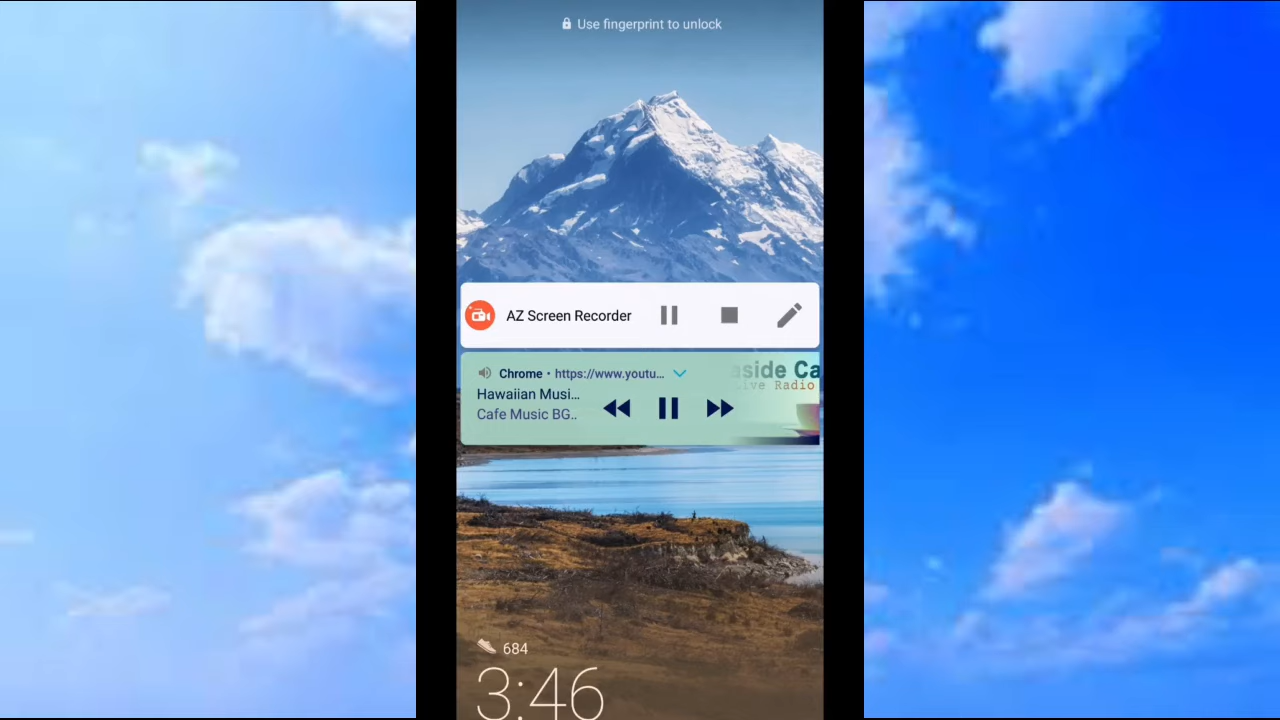 Use fingerprint to unlock
AZ Screen Recorder
Chrome • https://www.youtu...
Hawaiian Musi...
Cafe Music BG..
aside Ca
ive Radio
684
3:46